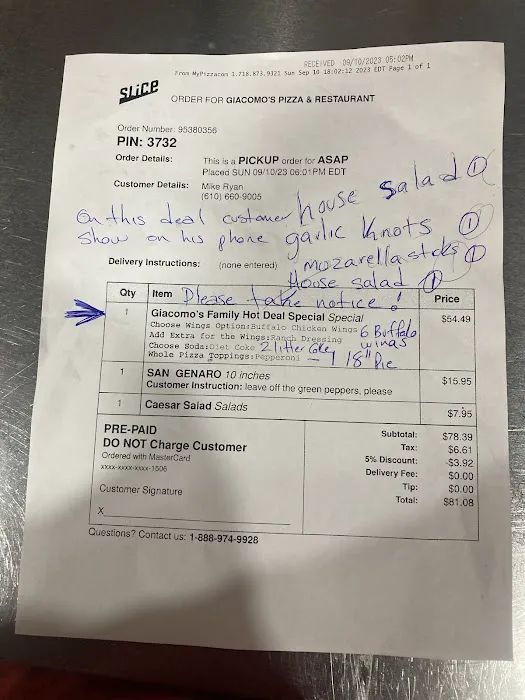 RECEIVED 09/10/2023 05:02PM
From MyPizzacom 1.718.873.9321 Sun Sep 10 18:02:12 2023 EDT Page 1 of 1
SLiCe
ORDER FOR GIACOMO'S PIZZA & RESTAURANT
Order Number: 95380356
PIN: 3732
Order Details: This is a PICKUP order for ASAP
Placed SUN 09/10/23 06:01PM EDT
Customer Details: Mike Ryan
(610) 660-9005
house salad 1
On this deal customer
Show on his phone garlic knots 1
mozarella sticks 1
Delivery Instructions: (none entered)
House salad 1
Qty Item Please take notice! Price
1 Giacomo's Family Hot Deal Special Special $54.49
Choose Wings Option:Buffalo Chicken Wings 6 Buffalo
Add Extra for the Wings:Ranch Dressing wings
Choose Soda:Diet Coke 2 litter
Whole Pizza Toppings:Pepperoni — 1 18" Pie
1 SAN GENARO 10 inches $15.95
Customer Instruction: leave off the green peppers, please
1 Caesar Salad Salads $7.95
PRE-PAID
DO NOT Charge Customer
Ordered with MasterCard
xxxx-xxxx-xxxx-1506
Customer Signature
X
Subtotal: $78.39
Tax: $6.61
5% Discount: -$3.92
Delivery Fee: $0.00
Tip: $0.00
Total: $81.08
Questions? Contact us: 1-888-974-9928